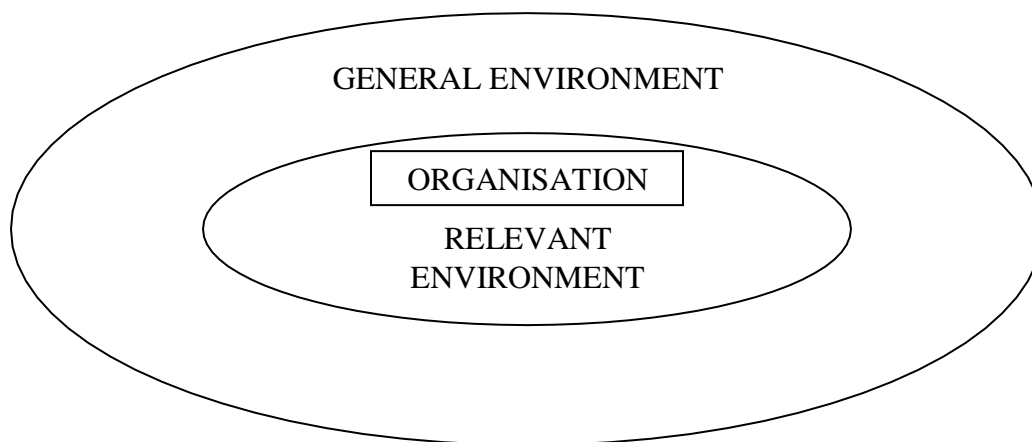 GENERAL ENVIRONMENT
ORGANISATION
RELEVANT
ENVIRONMENT